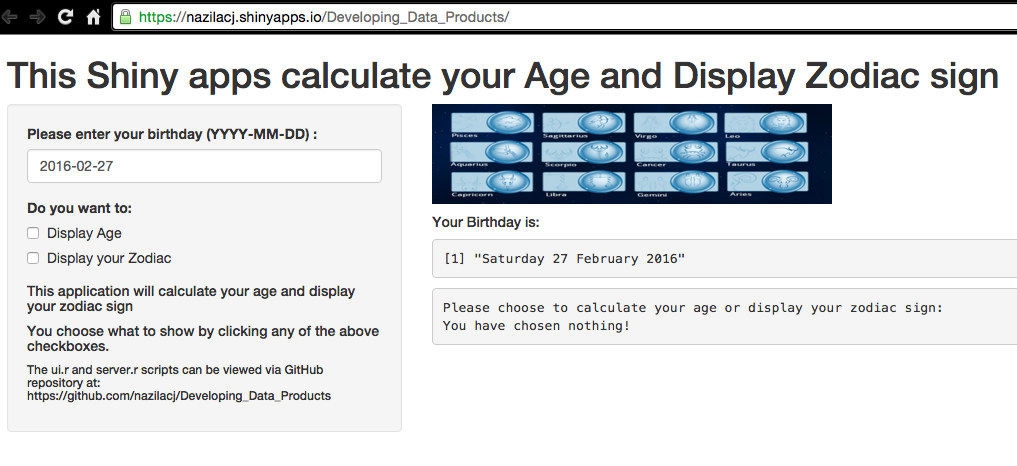 https://nazilacj.shinyapps.io/Developing_Data_Products/
This Shiny apps calculate your Age and Display Zodiac sign
Please enter your birthday (YYYY-MM-DD) :
2016-02-27
Do you want to:
Display Age
Display your Zodiac
This application will calculate your age and display
your zodiac sign
You choose what to show by clicking any of the above
checkboxes.
The ui.r and server.r scripts can be viewed via GitHub
repository at:
https://github.com/nazilacj/Developing_Data_Products
Pisces Sagittarius Virgo Leo
Aquarius Scorpio Cancer Taurus
Capricorn Libra Gemini Aries
Your Birthday is:
[1] "Saturday 27 February 2016"
Please choose to calculate your age or display your zodiac sign:
You have chosen nothing!